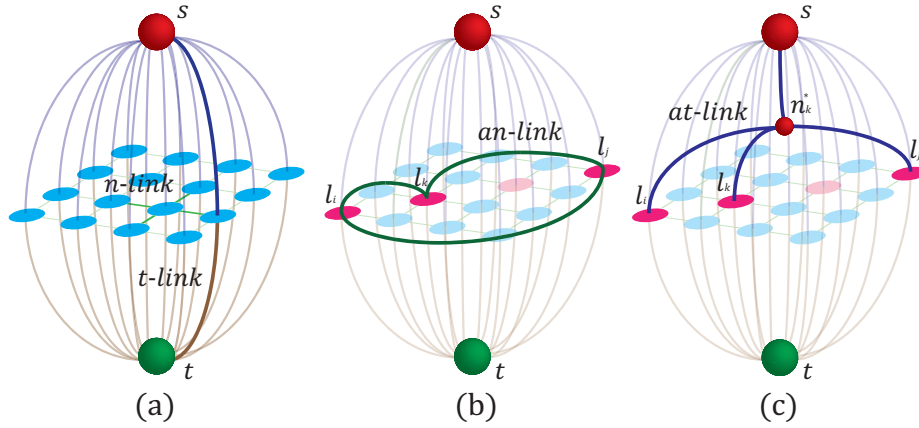 s
n-link
t-link
t
(a)
s
an-link
l_j
l_i
l_k
t
(b)
s
n*_k
at-link
l_i
l_k
t
(c)